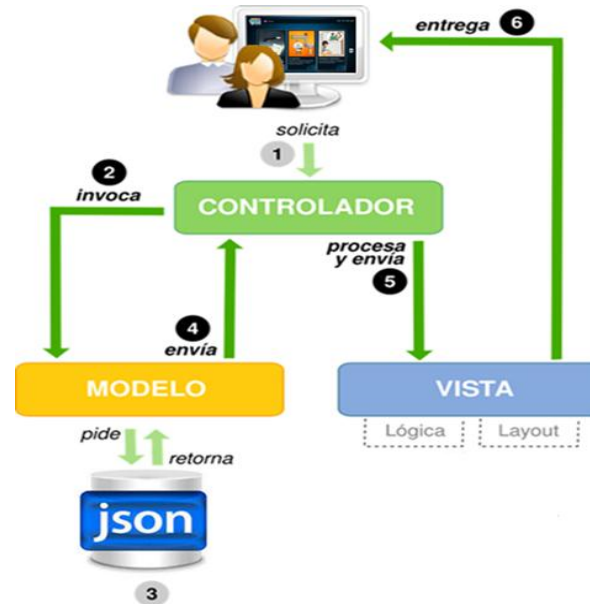 entrega 6
solicita
1
2
invoca
CONTROLADOR
procesa
y envía
5
4
envía
MODELO
VISTA
Lógica
Layout
pide
retorna
json
3